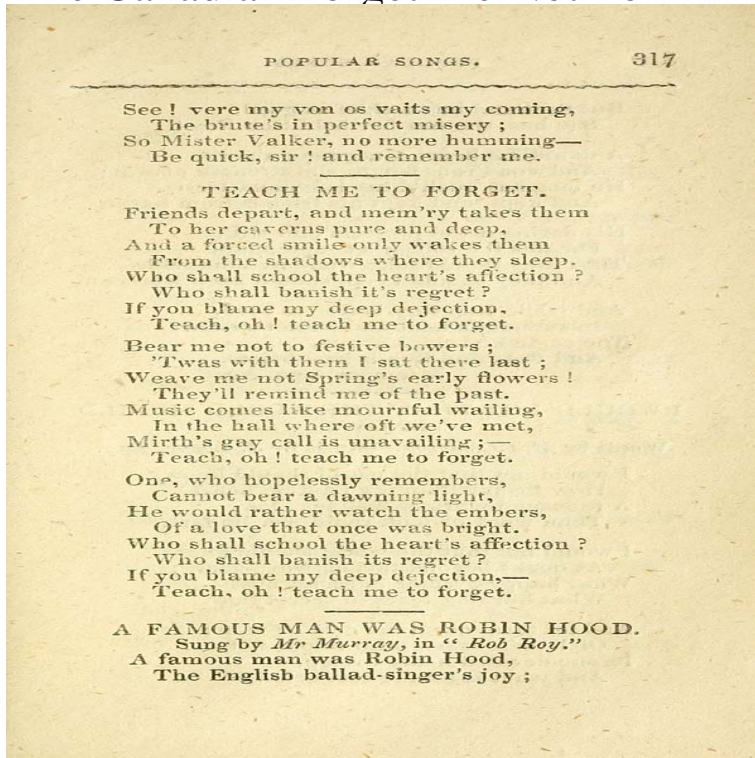 POPULAR SONGS. 317
See ! vere my von os vaits my coming,
The brute's in perfect misery ;
So Mister Valker, no more humming—
Be quick, sir ! and remember me.
TEACH ME TO FORGET.
Friends depart, and mem'ry takes them
To her caverns pure and deep,
And a forced smile only wakes them
From the shadows where they sleep.
Who shall school the heart's affection ?
Who shall banish it's regret ?
If you blame my deep dejection,
Teach, oh ! teach me to forget.
Bear me not to festive bowers ;
'Twas with them I sat there last ;
Weave me not Spring's early flowers !
They'll remind me of the past.
Music comes like mournful wailing,
In the hall where oft we've met,
Mirth's gay call is unavailing ;—
Teach, oh ! teach me to forget.
One, who hopelessly remembers,
Cannot bear a dawning light,
He would rather watch the embers,
Of a love that once was bright.
Who shall school the heart's affection ?
Who shall banish its regret ?
If you blame my deep dejection,—
Teach, oh ! teach me to forget.
A FAMOUS MAN WAS ROBIN HOOD.
Sung by Mr Murray, in " Rob Roy."
A famous man was Robin Hood,
The English ballad-singer's joy ;